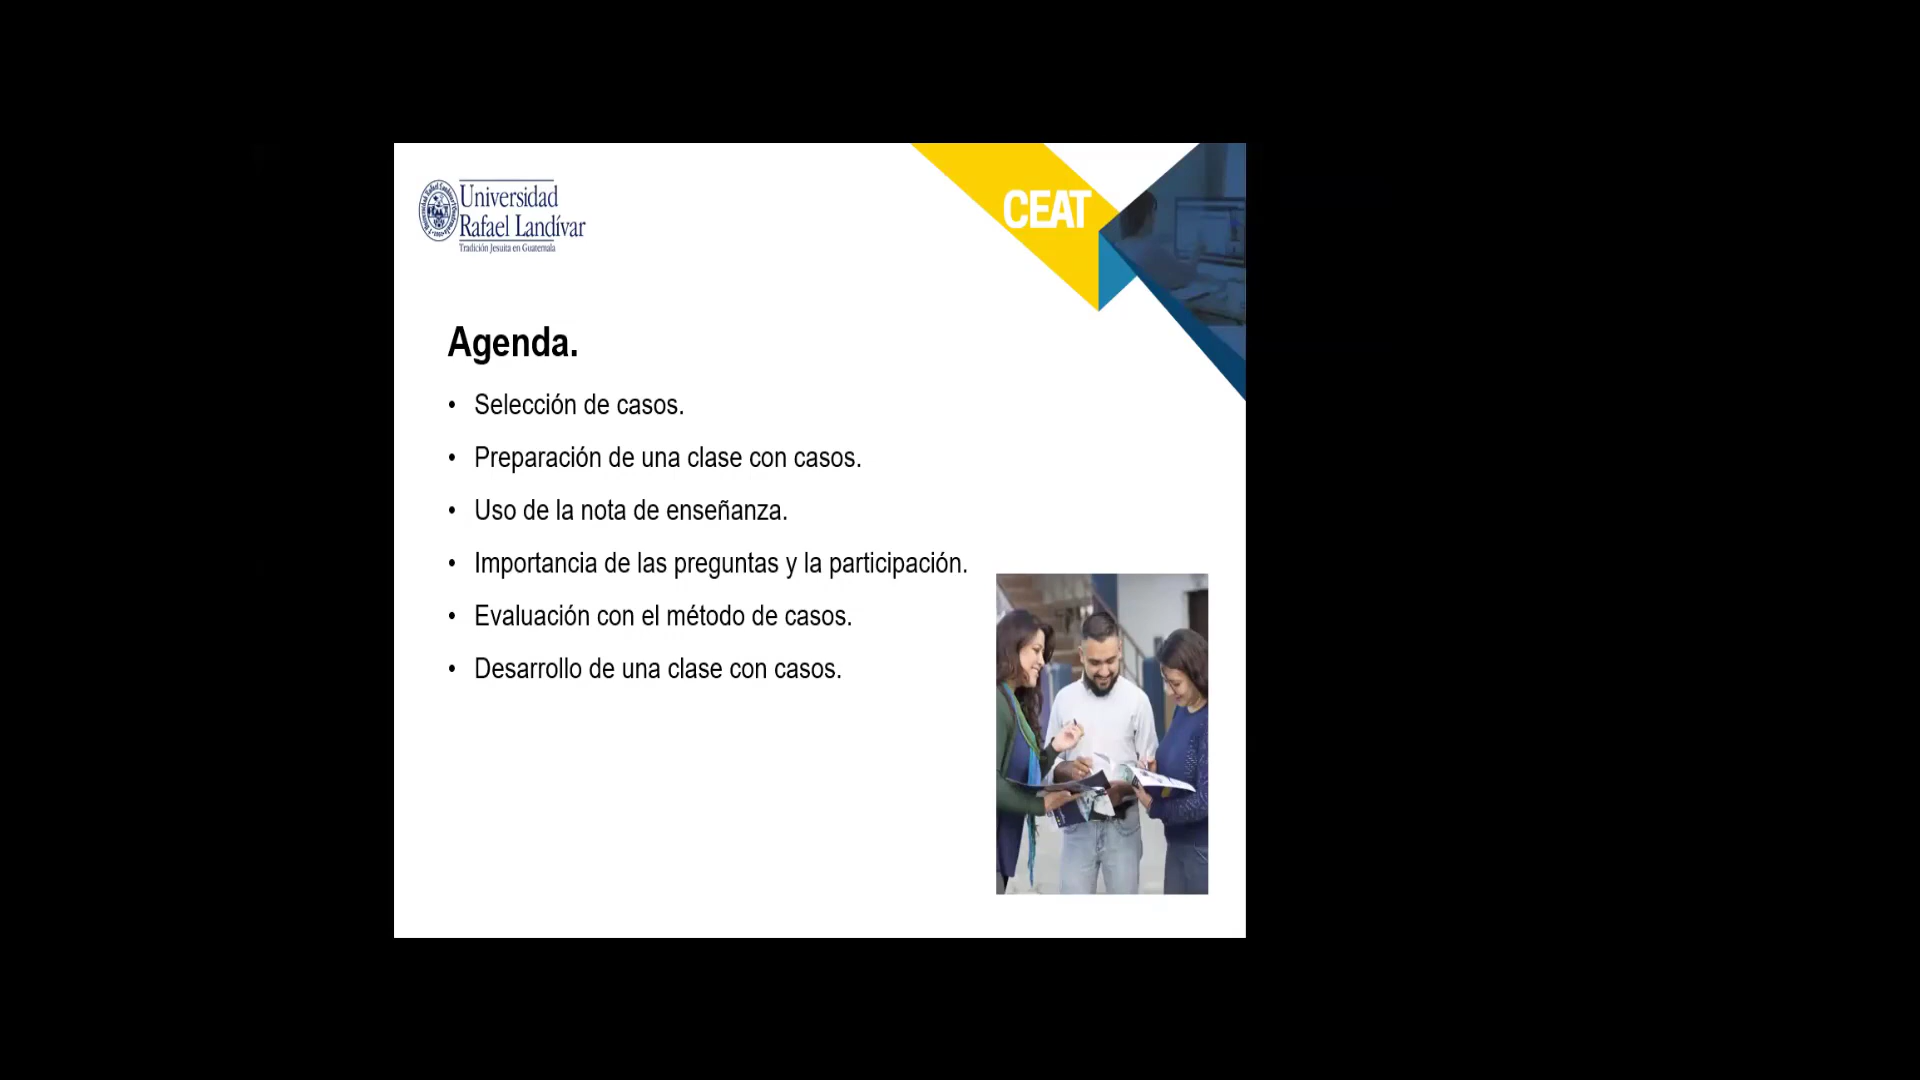 Universidad
Rafael Landívar
Tradición Jesuita en Guatemala
CEAT
Agenda.
• Selección de casos.
• Preparación de una clase con casos.
• Uso de la nota de enseñanza.
• Importancia de las preguntas y la participación.
• Evaluación con el método de casos.
• Desarrollo de una clase con casos.